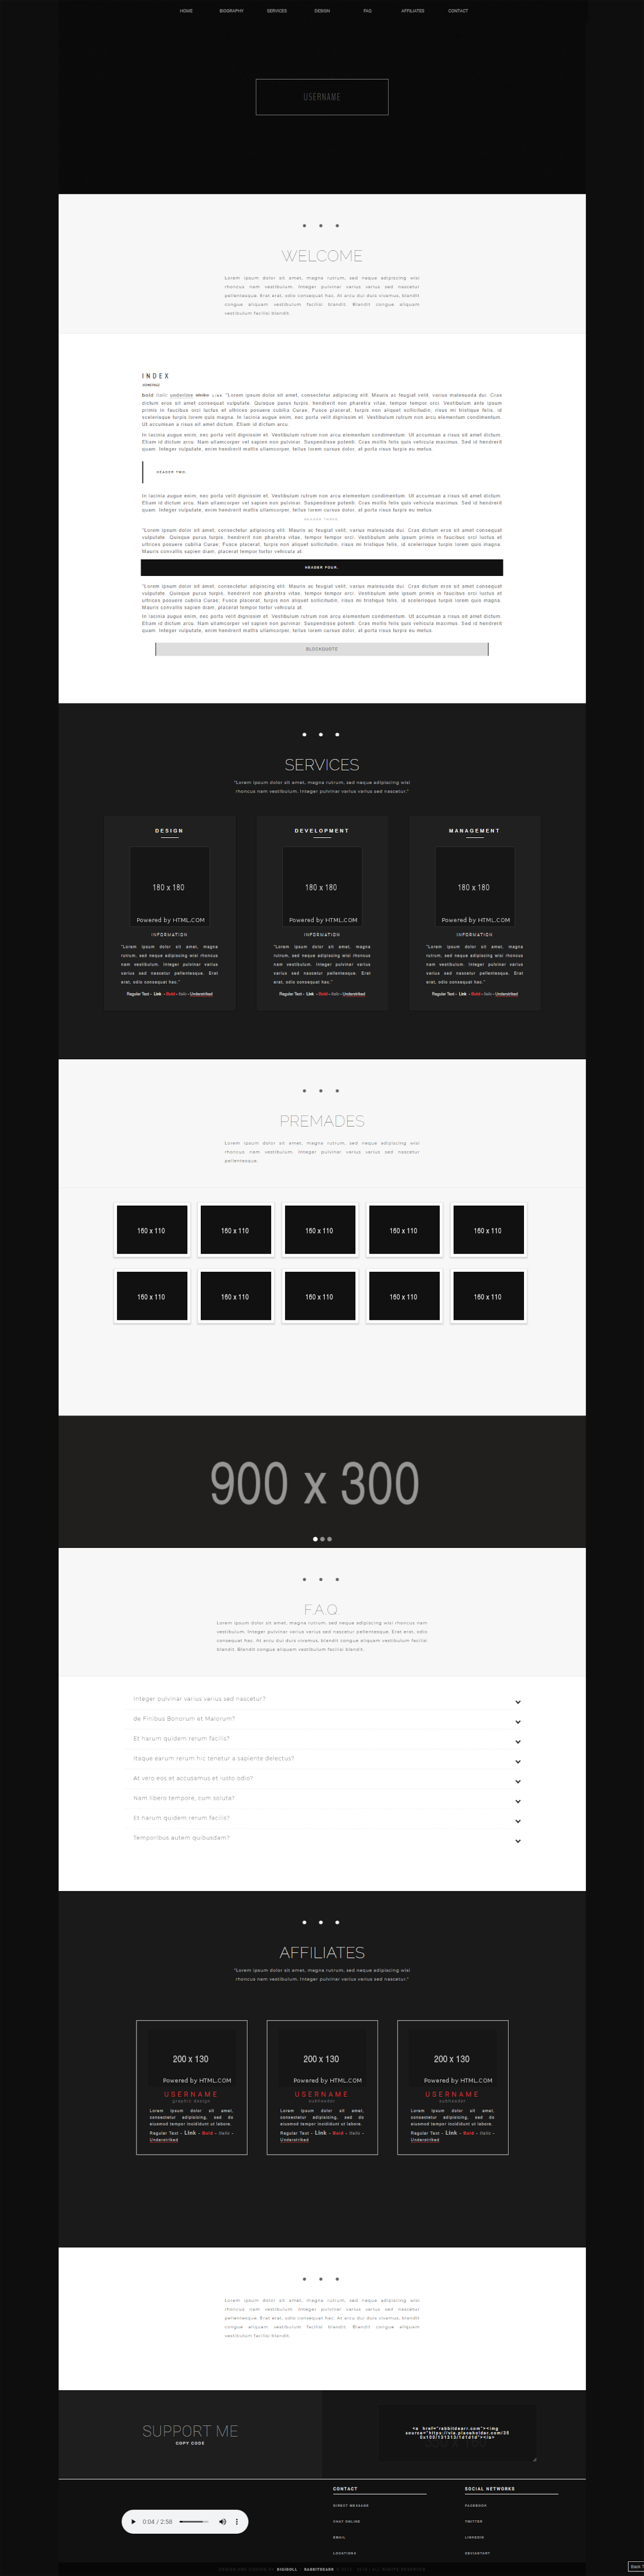 HOME BIOGRAPHY SERVICES DESIGN FAQ AFFILIATES CONTACT
USERNAME
WELCOME
Lorem ipsum dolor sit amet, magna rutrum, sed neque adipiscing wisi
rhoncus nam vestibulum. Integer pulvinar varius varius sed nascetur
pellentesque. Erat erat, odio consequat hac. At arcu dui duis vivamus, blandit
congue aliquam vestibulum facilisi blandit. Blandit congue aliquam
vestibulum facilisi blandit.
INDEX
HOMEPAGE
bold italic underline strike LINK "Lorem ipsum dolor sit amet, consectetur adipiscing elit. Mauris ac feugiat velit, varius malesuada dui. Cras
dictum eros sit amet consequat vulputate. Quisque purus turpis, hendrerit non pharetra vitae, tempor tempor orci. Vestibulum ante ipsum
primis in faucibus orci luctus et ultrices posuere cubilia Curae; Fusce placerat, turpis non aliquet sollicitudin, risus mi tristique felis, id
scelerisque turpis lorem quis magna. In lacinia augue enim, nec porta velit dignissim et. Vestibulum rutrum non arcu elementum condimentum.
Ut accumsan a risus sit amet dictum. Etiam id dictum arcu.
In lacinia augue enim, nec porta velit dignissim et. Vestibulum rutrum non arcu elementum condimentum. Ut accumsan a risus sit amet dictum.
Etiam id dictum arcu. Nam ullamcorper vel sapien non pulvinar. Suspendisse potenti. Cras mollis felis quis vehicula maximus. Sed id hendrerit
quam. Integer vulputate, enim hendrerit mattis ullamcorper, tellus lorem cursus dolor, at porta risus turpis eu metus.
HEADER TWO.
In lacinia augue enim, nec porta velit dignissim et. Vestibulum rutrum non arcu elementum condimentum. Ut accumsan a risus sit amet dictum.
Etiam id dictum arcu. Nam ullamcorper vel sapien non pulvinar. Suspendisse potenti. Cras mollis felis quis vehicula maximus. Sed id hendrerit
quam. Integer vulputate, enim hendrerit mattis ullamcorper, tellus lorem cursus dolor, at porta risus turpis eu metus.
HEADER THREE.
"Lorem ipsum dolor sit amet, consectetur adipiscing elit. Mauris ac feugiat velit, varius malesuada dui. Cras dictum eros sit amet consequat
vulputate. Quisque purus turpis, hendrerit non pharetra vitae, tempor tempor orci. Vestibulum ante ipsum primis in faucibus orci luctus et
ultrices posuere cubilia Curae; Fusce placerat, turpis non aliquet sollicitudin, risus mi tristique felis, id scelerisque turpis lorem quis magna.
Mauris convallis sapien diam, placerat tempor tortor vehicula at.
HEADER FOUR.
"Lorem ipsum dolor sit amet, consectetur adipiscing elit. Mauris ac feugiat velit, varius malesuada dui. Cras dictum eros sit amet consequat
vulputate. Quisque purus turpis, hendrerit non pharetra vitae, tempor tempor orci. Vestibulum ante ipsum primis in faucibus orci luctus et
ultrices posuere cubilia Curae; Fusce placerat, turpis non aliquet sollicitudin, risus mi tristique felis, id scelerisque turpis lorem quis magna.
Mauris convallis sapien diam, placerat tempor tortor vehicula at.
In lacinia augue enim, nec porta velit dignissim et. Vestibulum rutrum non arcu elementum condimentum. Ut accumsan a risus sit amet dictum.
Etiam id dictum arcu. Nam ullamcorper vel sapien non pulvinar. Suspendisse potenti. Cras mollis felis quis vehicula maximus. Sed id hendrerit
quam. Integer vulputate, enim hendrerit mattis ullamcorper, tellus lorem cursus dolor, at porta risus turpis eu metus.
BLOCKQUOTE
SERVICES
"Lorem ipsum dolor sit amet, magna rutrum, sed neque adipiscing wisi
rhoncus nam vestibulum. Integer pulvinar varius varius sed nascetur."
DESIGN
180 x 180
Powered by HTML.COM
INFORMATION
"Lorem ipsum dolor sit amet, magna
rutrum, sed neque adipiscing wisi rhoncus nam
vestibulum. Integer pulvinar varius
varius sed nascetur pellentesque. Erat
erat, odio consequat hac."
Regular Text - Link - Bold - Italic - Understriked
DEVELOPMENT
180 x 180
Powered by HTML.COM
INFORMATION
"Lorem ipsum dolor sit amet, magna
rutrum, sed neque adipiscing wisi rhoncus nam
vestibulum. Integer pulvinar varius
varius sed nascetur pellentesque. Erat
erat, odio consequat hac."
Regular Text - Link - Bold - Italic - Understriked
MANAGEMENT
180 x 180
Powered by HTML.COM
INFORMATION
"Lorem ipsum dolor sit amet, magna
rutrum, sed neque adipiscing wisi rhoncus nam
vestibulum. Integer pulvinar varius
varius sed nascetur pellentesque. Erat
erat, odio consequat hac."
Regular Text - Link - Bold - Italic - Understriked
PREMADES
Lorem ipsum dolor sit amet, magna rutrum, sed neque adipiscing wisi
rhoncus nam vestibulum. Integer pulvinar varius varius sed nascetur
pellentesque.
160 x 110 160 x 110 160 x 110 160 x 110 160 x 110
160 x 110 160 x 110 160 x 110 160 x 110 160 x 110
900 x 300
F.A.Q.
Lorem ipsum dolor sit amet, magna rutrum, sed neque adipiscing wisi rhoncus nam
vestibulum. Integer pulvinar varius varius sed nascetur pellentesque. Erat erat, odio
consequat hac. At arcu dui duis vivamus, blandit congue aliquam vestibulum facilisi
blandit. Blandit congue aliquam vestibulum facilisi blandit.
Integer pulvinar varius varius sed nascetur?
de Finibus Bonorum et Malorum?
Et harum quidem rerum facilis?
Itaque earum rerum hic tenetur a sapiente delectus?
At vero eos et accusamus et iusto odio?
Nam libero tempore, cum soluta?
Et harum quidem rerum facilis?
Temporibus autem quibusdam?
AFFILIATES
"Lorem ipsum dolor sit amet, magna rutrum, sed neque adipiscing wisi
rhoncus nam vestibulum. Integer pulvinar varius varius sed nascetur."
200 x 130
Powered by HTML.COM
USERNAME
graphic design
Lorem ipsum dolor sit amet,
consectetur adipisicing, sed do
eiusmod tempor incididunt ut labore.
Regular Text - Link - Bold - Italic -
Understriked
200 x 130
Powered by HTML.COM
USERNAME
subheader
Lorem ipsum dolor sit amet,
consectetur adipisicing, sed do
eiusmod tempor incididunt ut labore.
Regular Text - Link - Bold - Italic -
Understriked
200 x 130
Powered by HTML.COM
USERNAME
subheader
Lorem ipsum dolor sit amet,
consectetur adipisicing, sed do
eiusmod tempor incididunt ut labore.
Regular Text - Link - Bold - Italic -
Understriked
Lorem ipsum dolor sit amet, magna rutrum, sed neque adipiscing wisi
rhoncus nam vestibulum. Integer pulvinar varius varius sed nascetur
pellentesque. Erat erat, odio consequat hac. At arcu dui duis vivamus, blandit
congue aliquam vestibulum facilisi blandit. Blandit congue aliquam
vestibulum facilisi blandit.
SUPPORT ME
COPY CODE
<a href="rabbitdearr.com"><img
source="https://via.placeholder.com/35
0x100/131313/1d1d1d"></a>
0:04 / 2:58
CONTACT
DIRECT MESSAGE
CHAT ONLINE
EMAIL
LOCATIONS
SOCIAL NETWORKS
FACEBOOK
TWITTER
LINKEDIN
DEVIANTART
DESIGN AND CODING BY
Back